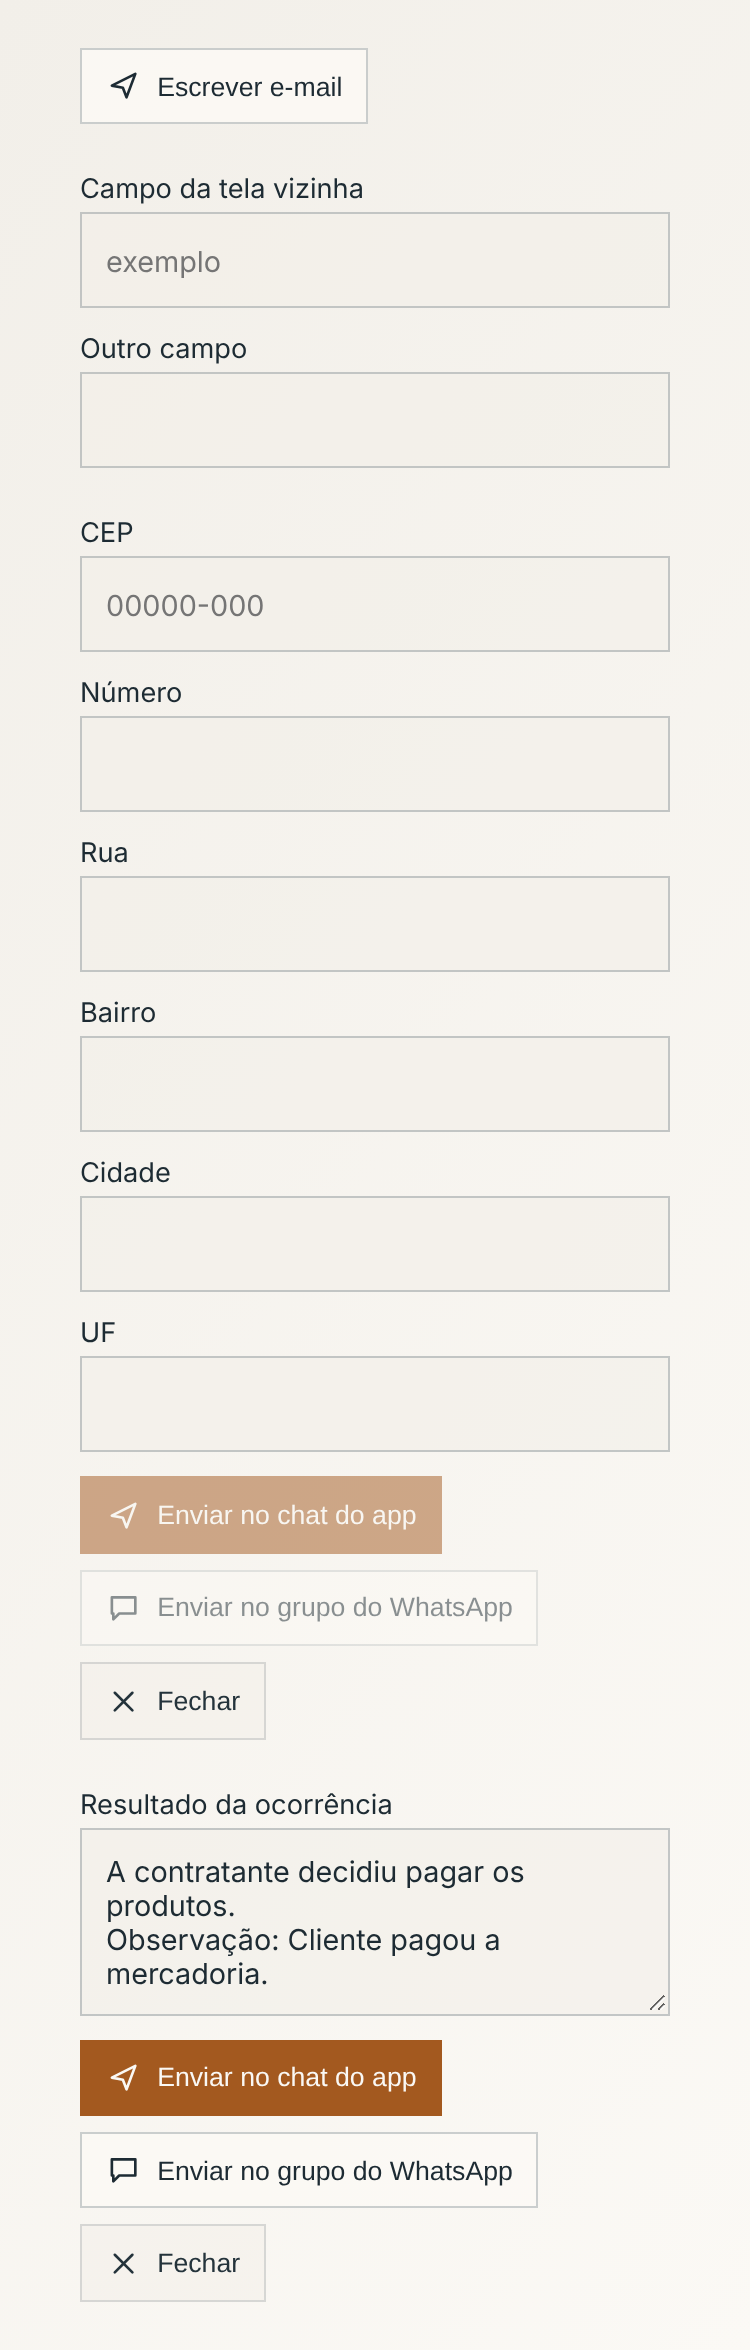 Escrever e-mail
Campo da tela vizinha
exemplo
Outro campo
CEP
00000-000
Número
Rua
Bairro
Cidade
UF
Enviar no chat do app
Enviar no grupo do WhatsApp
Fechar
Resultado da ocorrência
A contratante decidiu pagar os
produtos.
Observação: Cliente pagou a
mercadoria.
Enviar no chat do app
Enviar no grupo do WhatsApp
Fechar